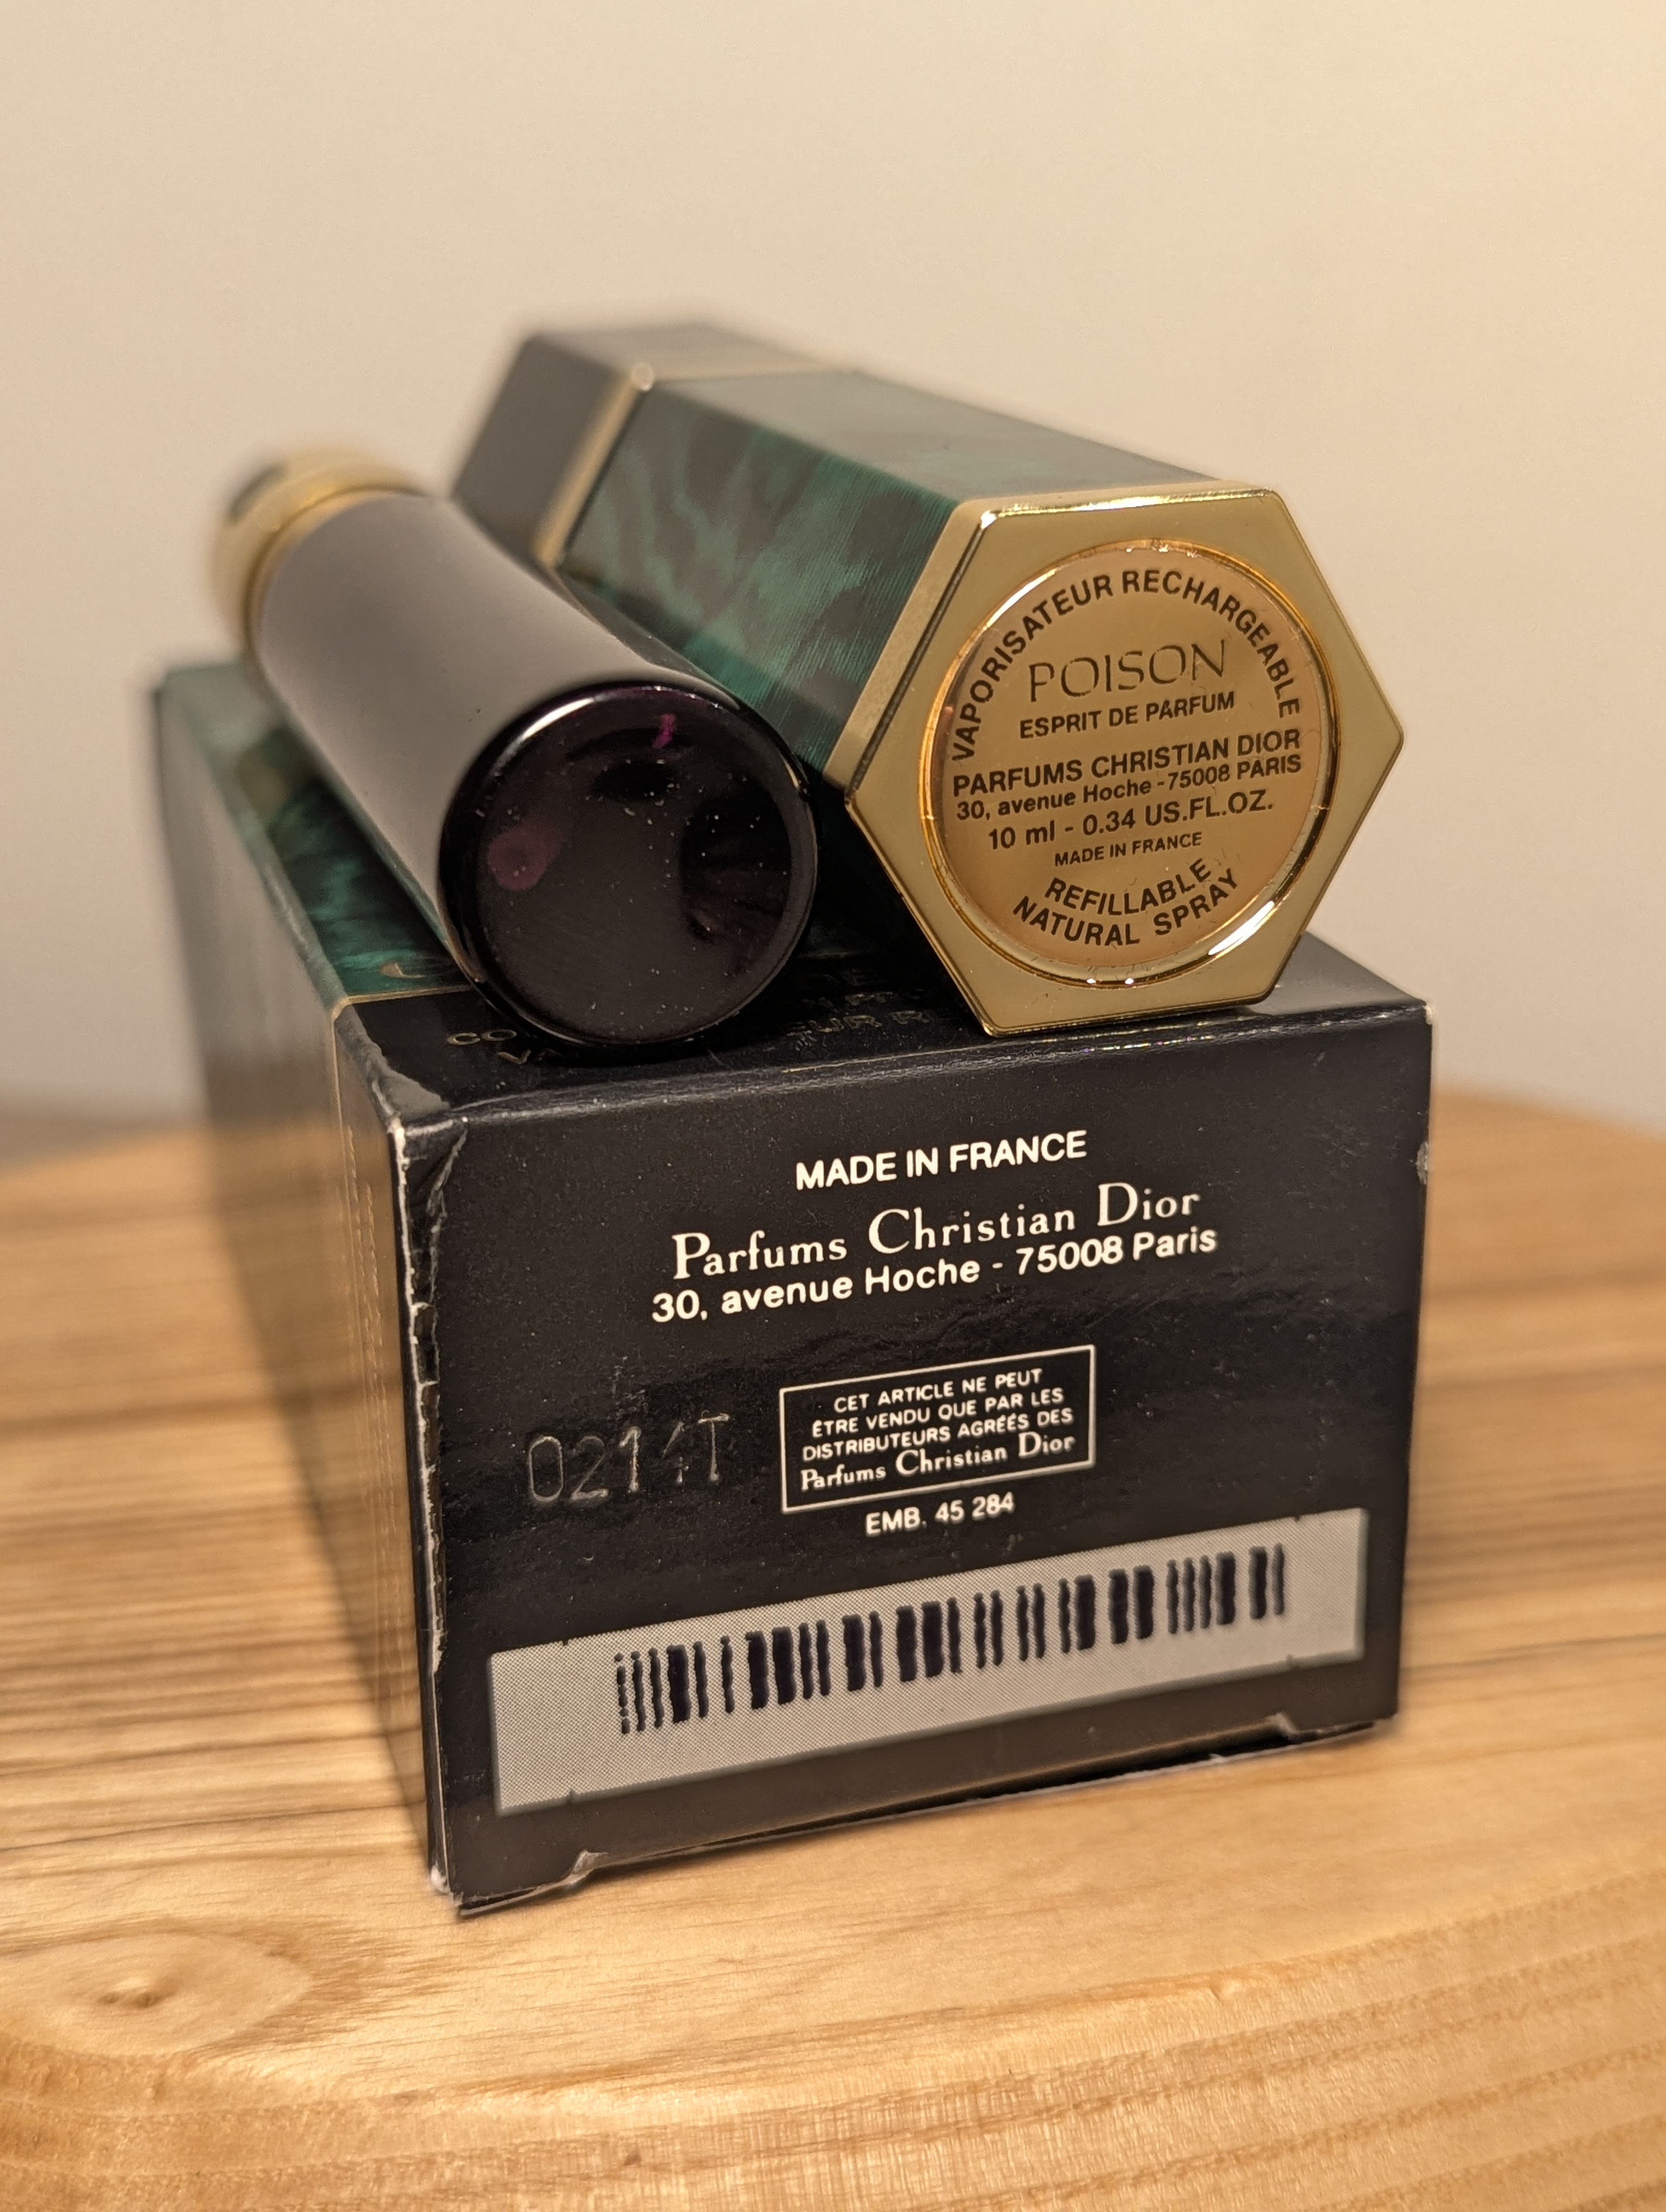 VAPORISATEUR RECHARGEABLE
POISON
ESPRIT DE PARFUM
PARFUMS CHRISTIAN DIOR
30, avenue Hoche - 75008 PARIS
10 ml - 0.34 US.FL.OZ.
MADE IN FRANCE
REFILLABLE
NATURAL SPRAY
MADE IN FRANCE
Parfums Christian Dior
30, avenue Hoche - 75008 Paris
CET ARTICLE NE PEUT
ÊTRE VENDU QUE PAR LES
DISTRIBUTEURS AGRÉÉS DES
Parfums Christian Dior
0214T
EMB. 45 284